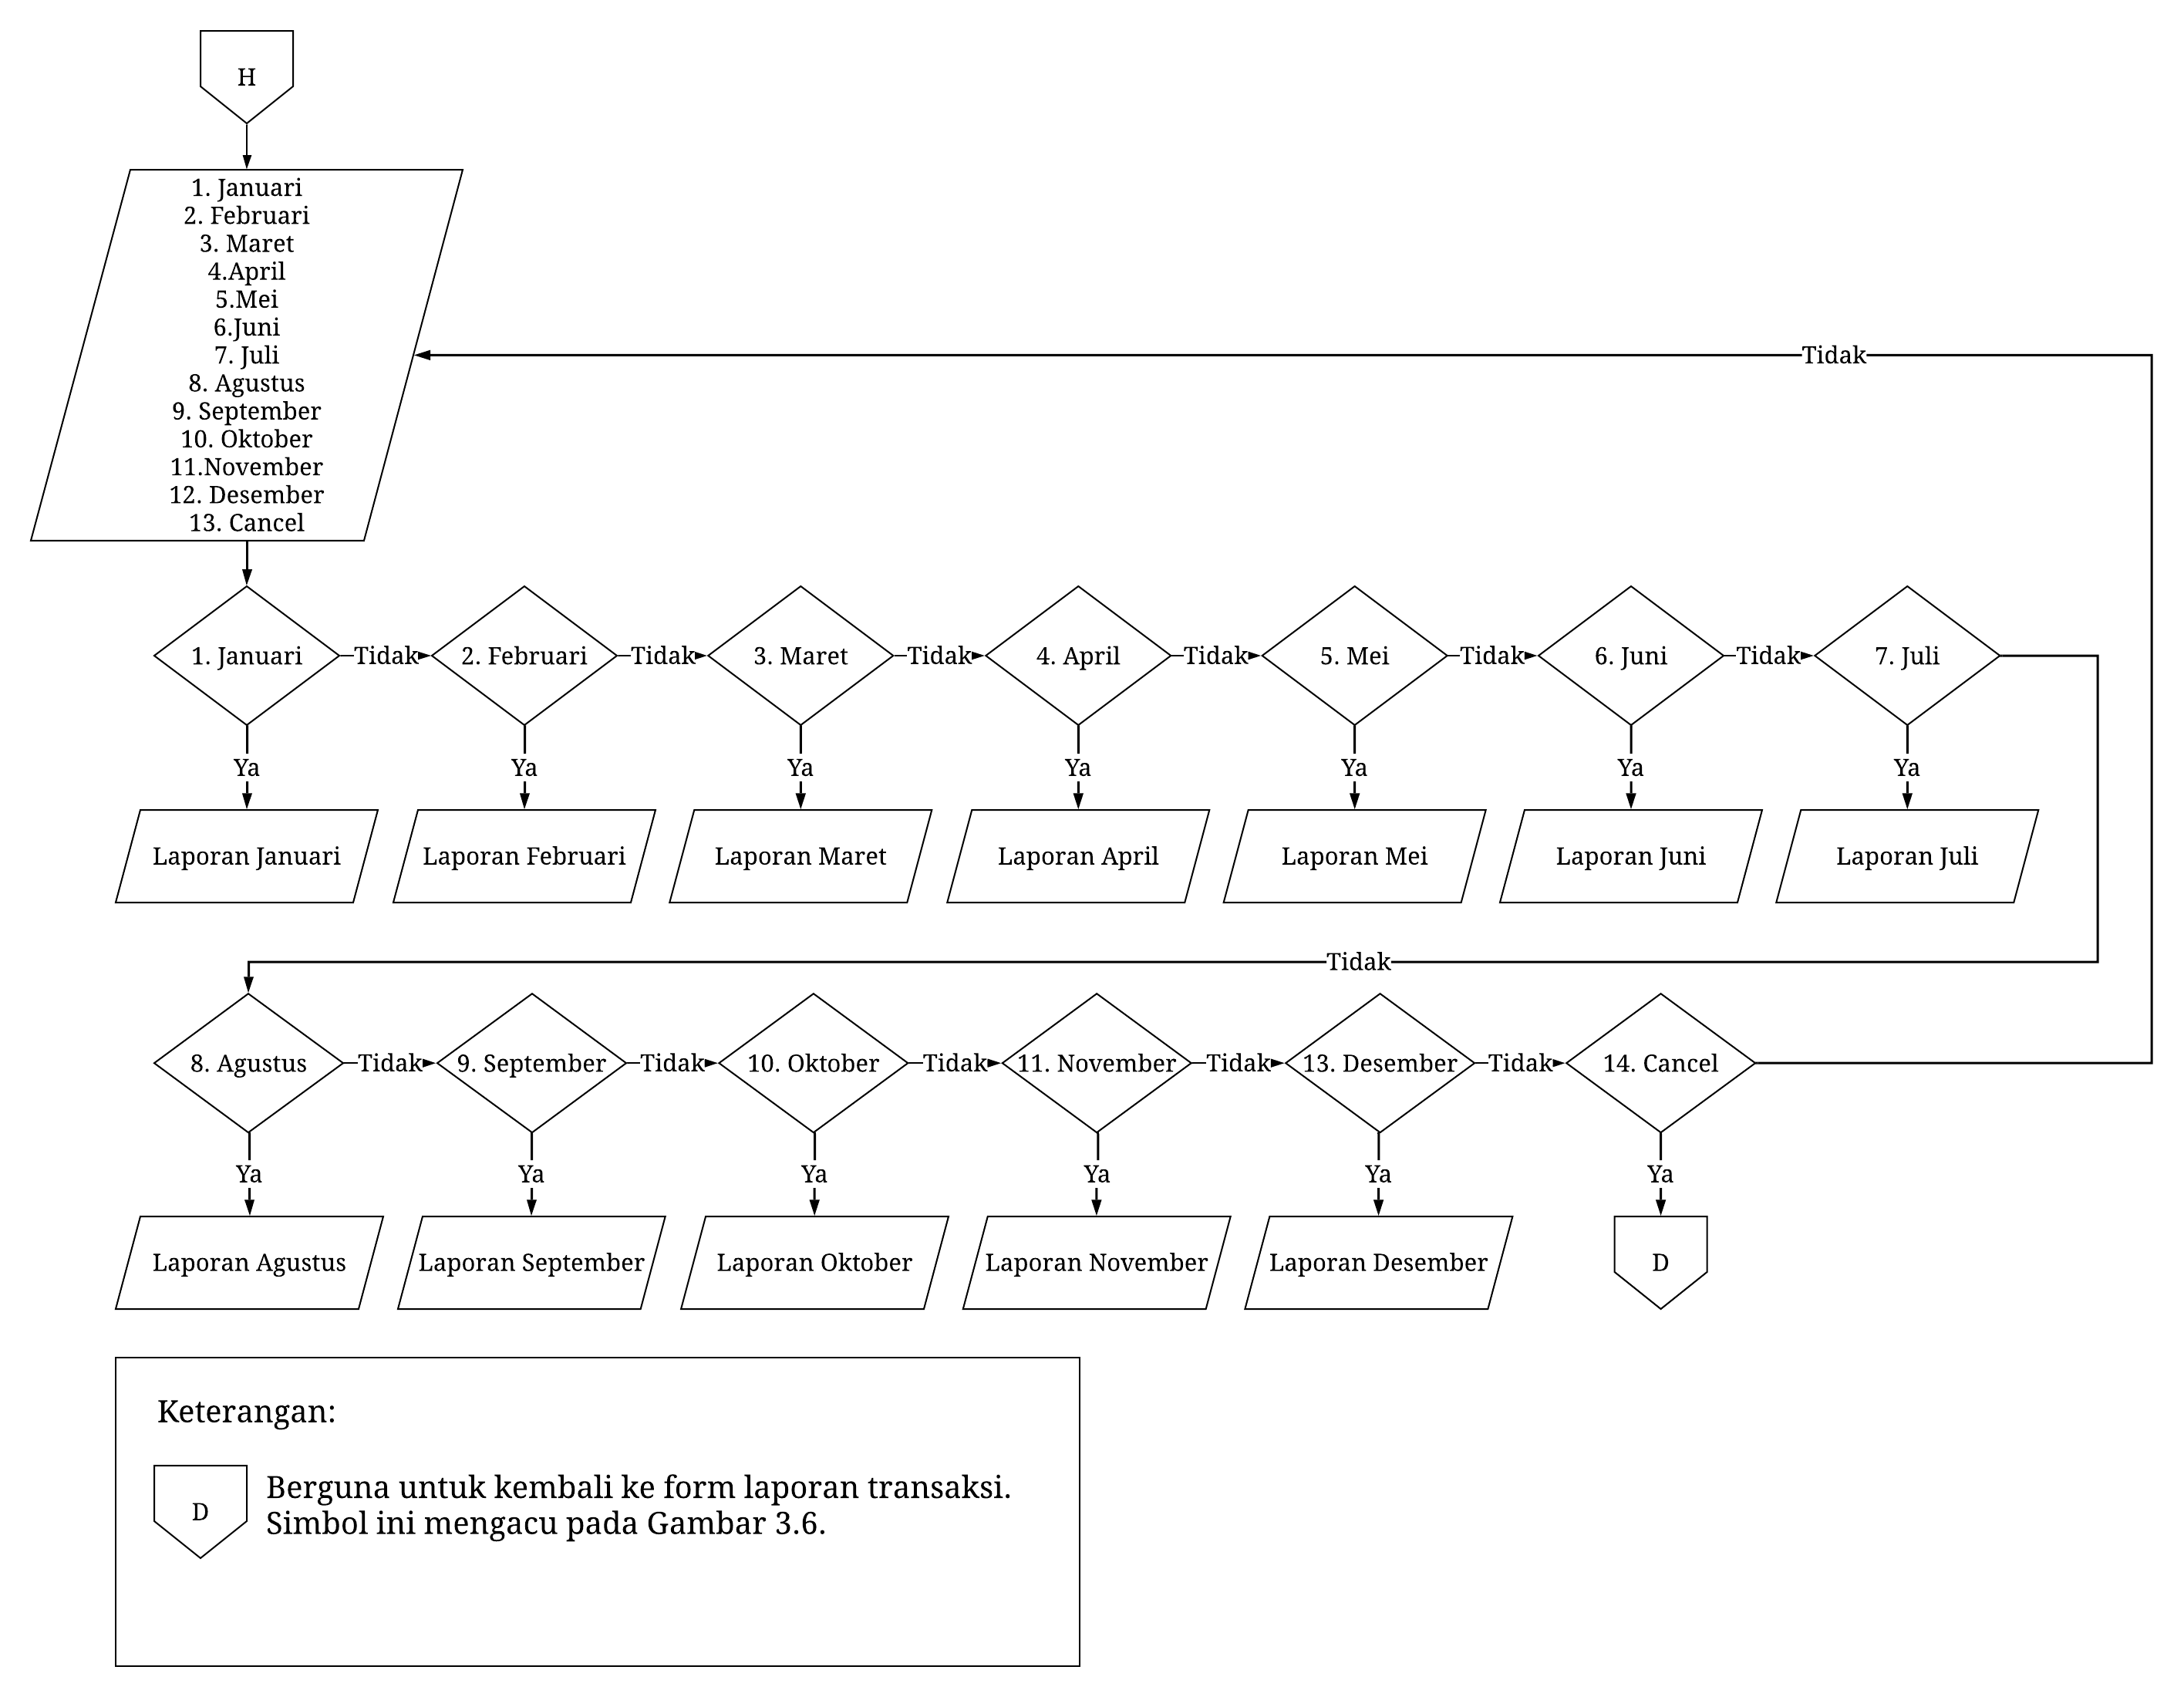 H
1. Januari
2. Februari
3. Maret
4.April
5.Mei
6.Juni
7. Juli
8. Agustus
9. September
10. Oktober
11.November
12. Desember
13. Cancel
Tidak
1. Januari
Tidak
2. Februari
Tidak
3. Maret
Tidak
4. April
Tidak
5. Mei
Tidak
6. Juni
Tidak
7. Juli
Ya
Ya
Ya
Ya
Ya
Ya
Ya
Laporan Januari
Laporan Februari
Laporan Maret
Laporan April
Laporan Mei
Laporan Juni
Laporan Juli
Tidak
8. Agustus
Tidak
9. September
Tidak
10. Oktober
Tidak
11. November
Tidak
13. Desember
Tidak
14. Cancel
Ya
Ya
Ya
Ya
Ya
Ya
Laporan Agustus
Laporan September
Laporan Oktober
Laporan November
Laporan Desember
D
Keterangan:
D
Berguna untuk kembali ke form laporan transaksi.
Simbol ini mengacu pada Gambar 3.6.